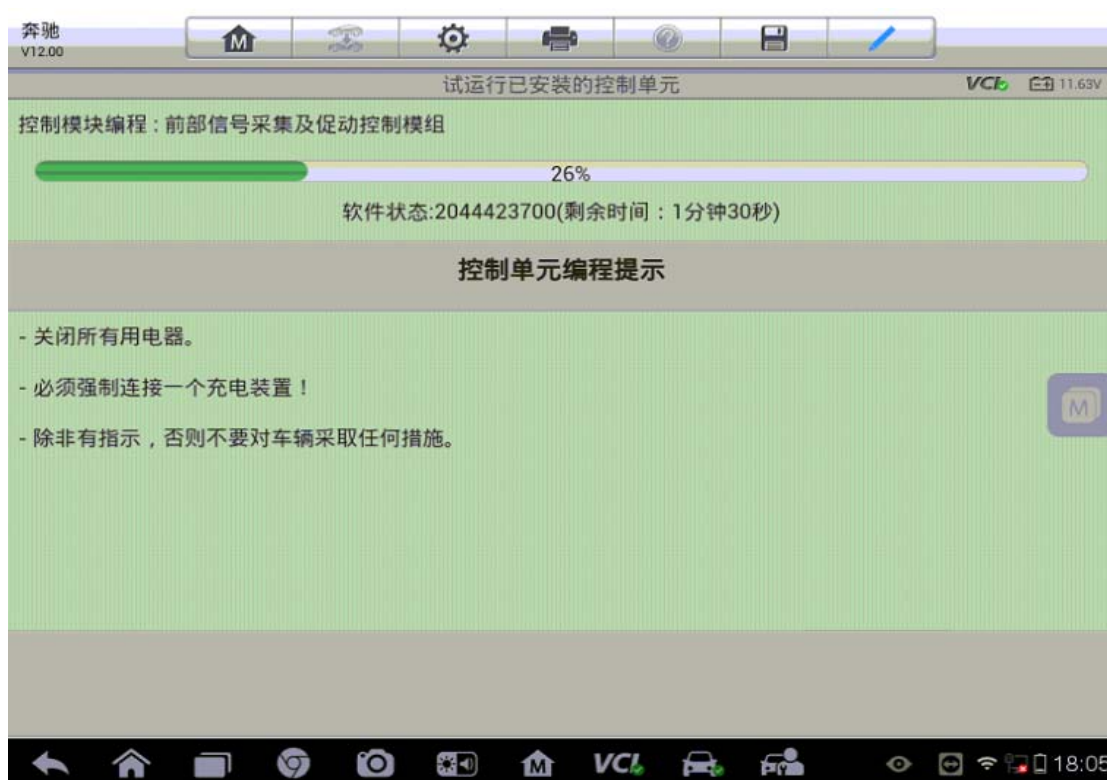 奔驰
V12.00
M
试运行已安装的控制单元
VCI 11.63V
控制模块编程：前部信号采集及促动控制模组
26%
软件状态:2044423700(剩余时间：1分钟30秒)
控制单元编程提示
- 关闭所有用电器。
- 必须强制连接一个充电装置！
- 除非有指示，否则不要对车辆采取任何措施。
M
M VCI 18:05